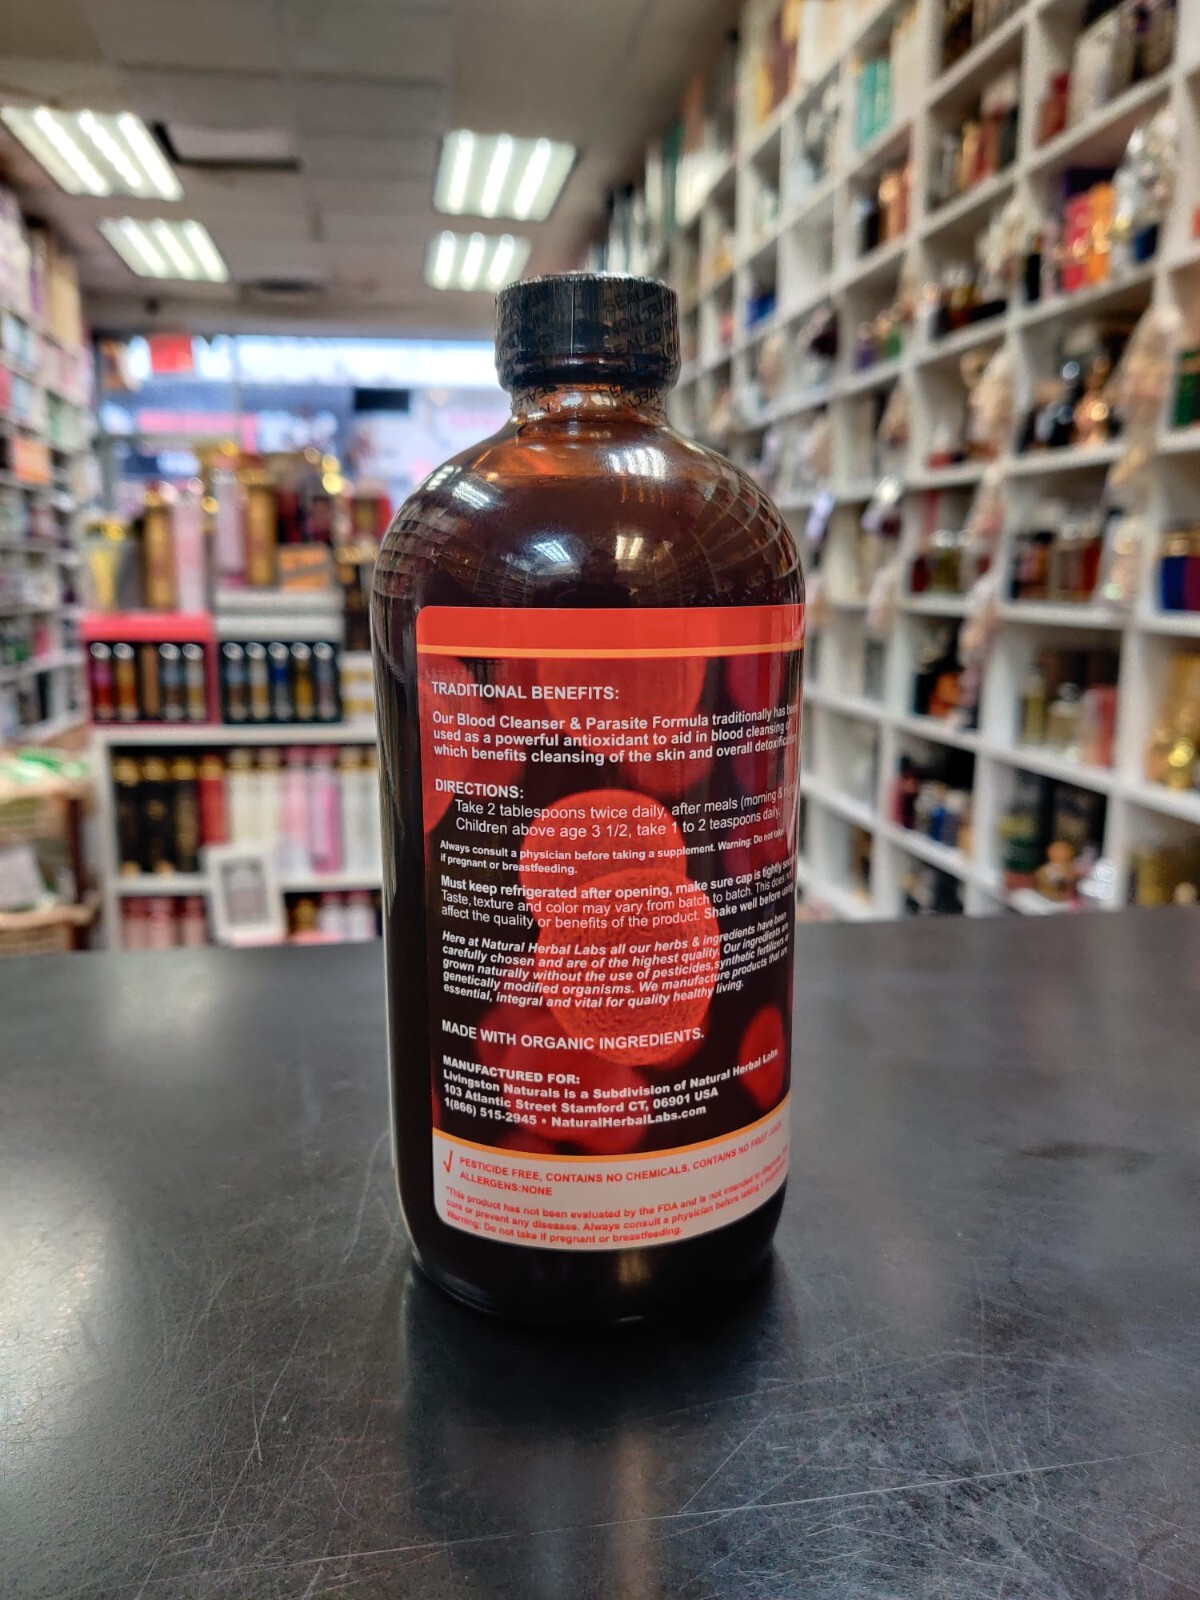 TRADITIONAL BENEFITS:
Our Blood Cleanser & Parasite Formula traditionally has been
used as a powerful antioxidant to aid in blood cleansing of
which benefits cleansing of the skin and overall
DIRECTIONS:
Take 2 tablespoons twice daily, after meals (morning &
Children above age 3 1/2, take 1 to 2 teaspoons daily.
Always consult a physician before taking a supplement. Warning: Do not take
if pregnant or breastfeeding.
Must keep refrigerated after opening, make sure cap is tightly
Taste, texture and color may vary from batch to batch. This does
affect the quality or benefits of the product. Shake well before using
Here at Natural Herbal Labs all our herbs & ingredients have been
carefully chosen and are of the highest quality. Our ingredients are
grown naturally without the use of pesticides,synthetic fertilizers or
genetically modified organisms. We manufacture products that are
essential, integral and vital for quality healthy living.
MADE WITH ORGANIC INGREDIENTS.
MANUFACTURED FOR:
Livingston Naturals is a Subdivision of Natural Herbal Labs
103 Atlantic Street Stamford CT, 06901 USA
1(866) 515-2945 • NaturalHerbalLabs.com
PESTICIDE FREE, CONTAINS NO CHEMICALS, CONTAINS NO FRUIT JUICE
ALLERGENS:NONE
*This product has not been evaluated by the FDA and is not intended to diagnose,
cure or prevent any diseases. Always consult a physician before taking a
Warning: Do not take if pregnant or breastfeeding.